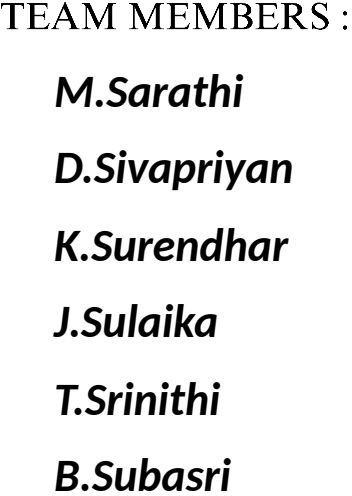 TEAM MEMBERS :
M.Sarathi
D.Sivapriyan
K.Surendhar
J.Sulaika
T.Srinithi
B.Subasri